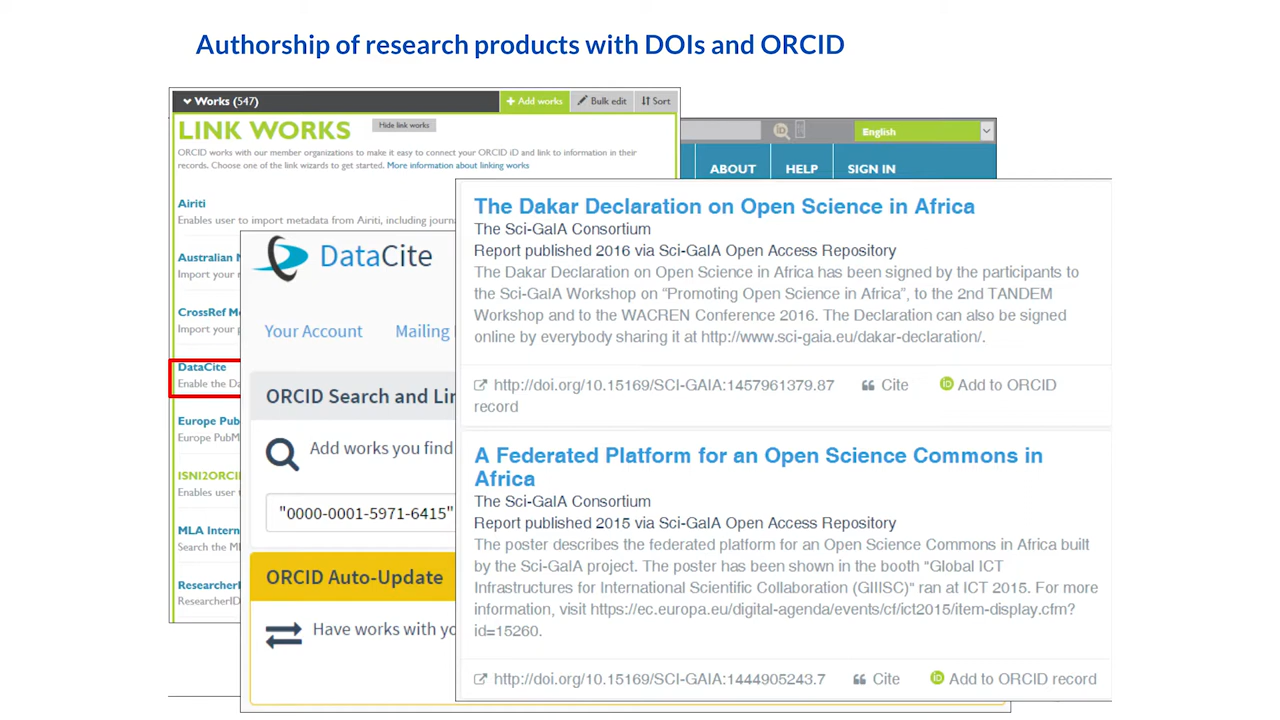 Authorship of research products with DOIs and ORCID
Works (547)
Add works
Bulk edit
Sort
LINK WORKS
Hide link works
ORCID works with our member organizations to make it easy to connect your ORCID iD and link to information in their
records. Choose one of the link wizards to get started. More information about linking works
English
ABOUT
HELP
SIGN IN
Airiti
Enables user to import metadata from Airiti, including journa
Australian
Import your
CrossRef Me
Import your
DataCite
Enable the Da
Europe Pub
Europe PubM
ISNI2ORCID
Enables user
MLA Intern
Search the ML
ResearcherI
ResearcherID
DataCite
Your Account
Mailing
ORCID Search and Lin
Add works you find
"0000-0001-5971-6415"
ORCID Auto-Update
Have works with yo
The Dakar Declaration on Open Science in Africa
The Sci-GaIA Consortium
Report published 2016 via Sci-GaIA Open Access Repository
The Dakar Declaration on Open Science in Africa has been signed by the participants to
the Sci-GaIA Workshop on “Promoting Open Science in Africa”, to the 2nd TANDEM
Workshop and to the WACREN Conference 2016. The Declaration can also be signed
online by everybody sharing it at http://www.sci-gaia.eu/dakar-declaration/.
http://doi.org/10.15169/SCI-GAIA:1457961379.87
Cite
Add to ORCID
record
A Federated Platform for an Open Science Commons in
Africa
The Sci-GaIA Consortium
Report published 2015 via Sci-GaIA Open Access Repository
The poster describes the federated platform for an Open Science Commons in Africa built
by the Sci-GaIA project. The poster has been shown in the booth "Global ICT
Infrastructures for International Scientific Collaboration (GIIISC)" ran at ICT 2015. For more
information, visit https://ec.europa.eu/digital-agenda/events/cf/ict2015/item-display.cfm?
id=15260.
http://doi.org/10.15169/SCI-GAIA:1444905243.7
Cite
Add to ORCID record